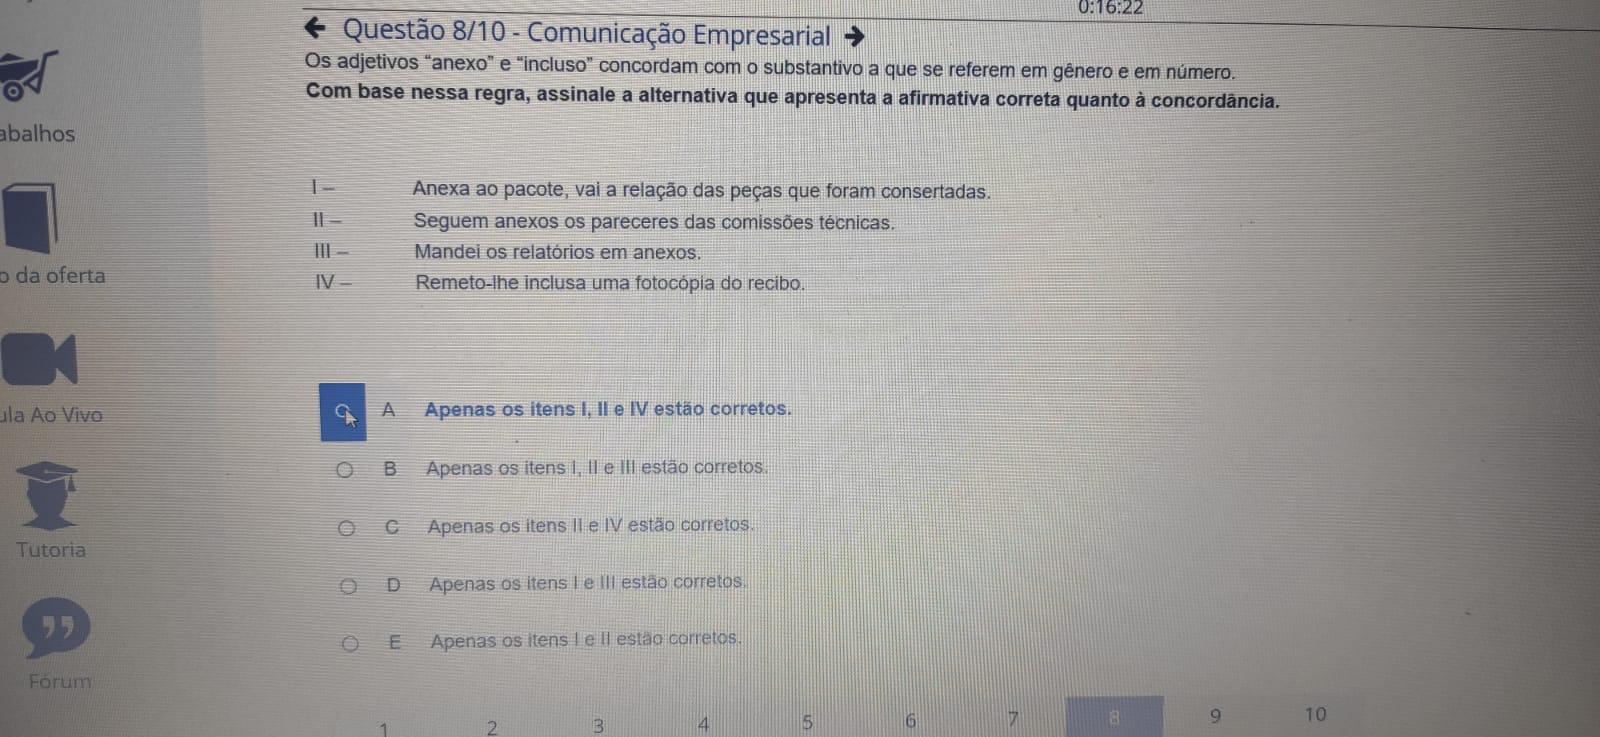 0:16:22
← Questão 8/10 - Comunicação Empresarial →
Os adjetivos “anexo” e “incluso” concordam com o substantivo a que se referem em gênero e em número.
Com base nessa regra, assinale a alternativa que apresenta a afirmativa correta quanto à concordância.
I – Anexa ao pacote, vai a relação das peças que foram consertadas.
II – Seguem anexos os pareceres das comissões técnicas.
III – Mandei os relatórios em anexos.
IV – Remeto-lhe inclusa uma fotocópia do recibo.
A Apenas os itens I, II e IV estão corretos.
B Apenas os itens I, II e III estão corretos.
C Apenas os itens II e IV estão corretos.
D Apenas os itens I e III estão corretos.
E Apenas os itens I e II estão corretos.
abalhos
o da oferta
ula Ao Vivo
Tutoria
Fórum
1 2 3 4 5 6 7 8 9 10